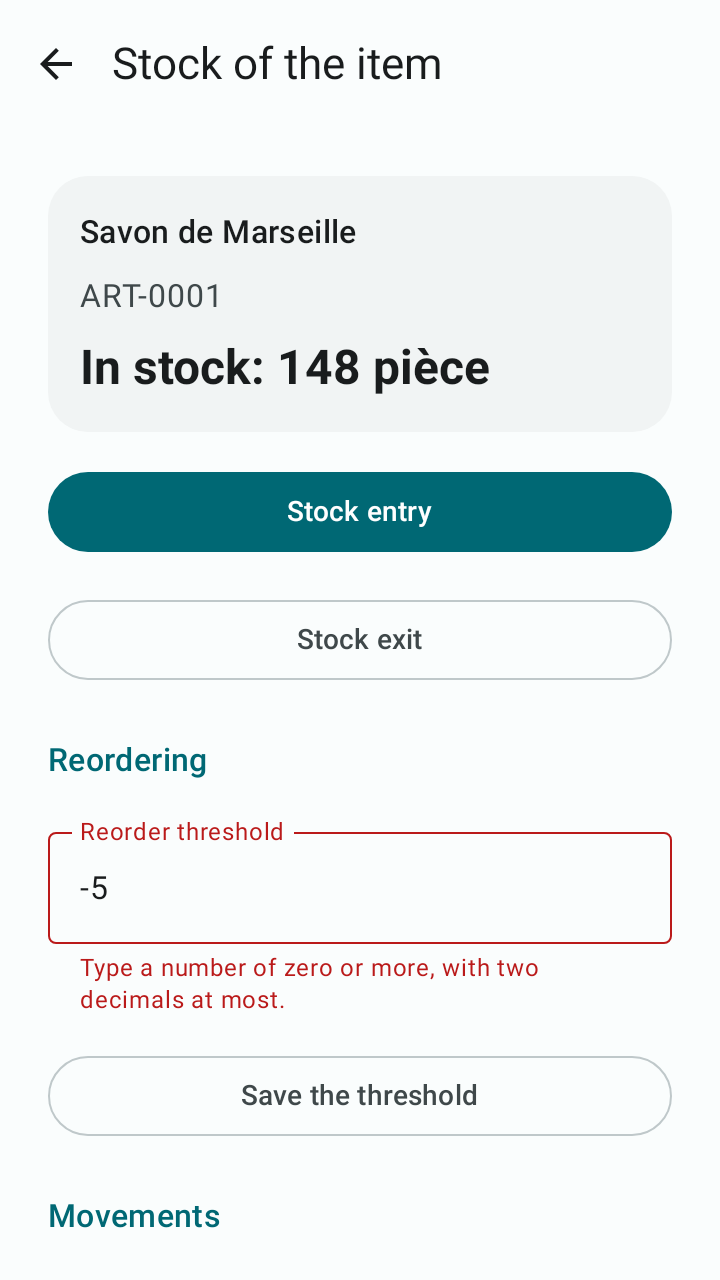 Stock of the item
Savon de Marseille
ART-0001
In stock: 148 pièce
Stock entry
Stock exit
Reordering
Reorder threshold
-5
Type a number of zero or more, with two
decimals at most.
Save the threshold
Movements